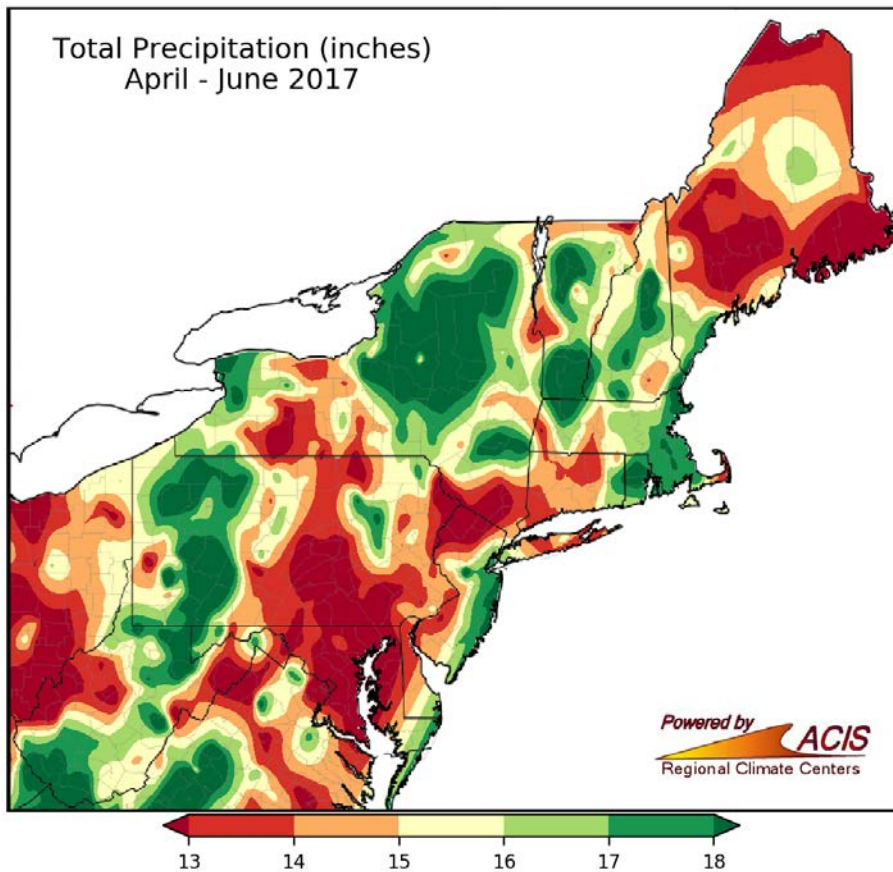 Total Precipitation (inches)
April - June 2017
Powered by
ACIS
Regional Climate Centers
13 14 15 16 17 18